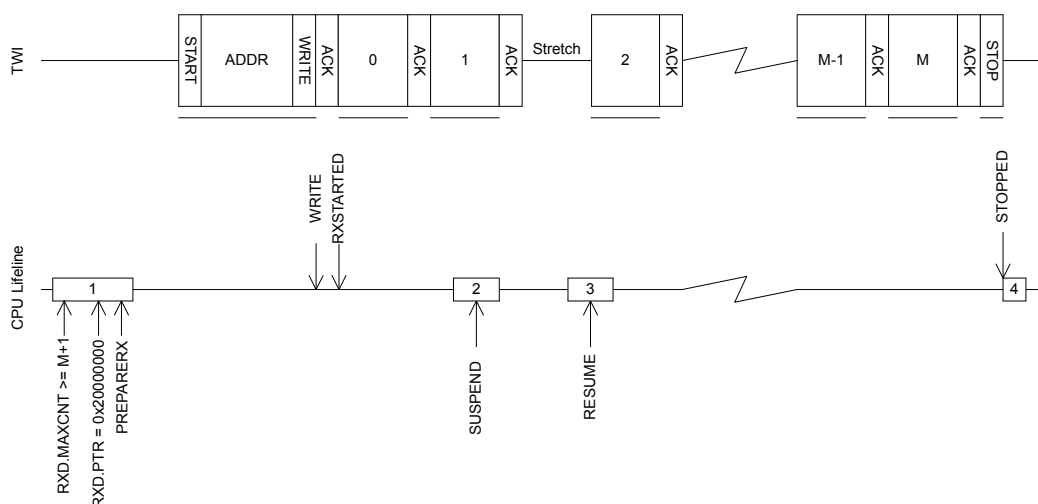 TWI
START
ADDR
WRITE
ACK
0
ACK
1
ACK
Stretch
2
ACK
M-1
ACK
M
ACK
STOP
CPU Lifeline
WRITE
RXSTARTED
STOPPED
1
2
3
4
RXD.MAXCNT >= M+1
RXD.PTR = 0x20000000
PREPARERX
SUSPEND
RESUME